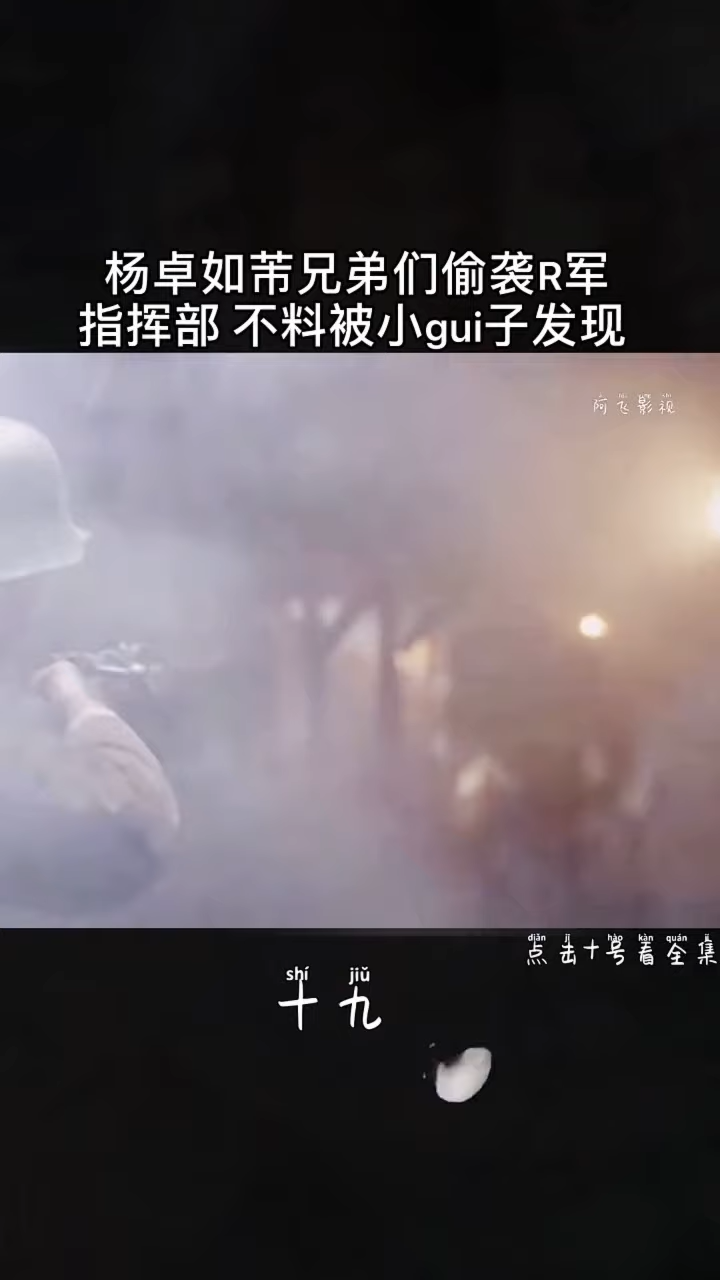 杨卓如芾兄弟们偷袭R军
指挥部 不料被小gui子发现
阿飞影视
diǎn jī hào kàn quán jí
点击十号看全集
shí jiǔ
十九